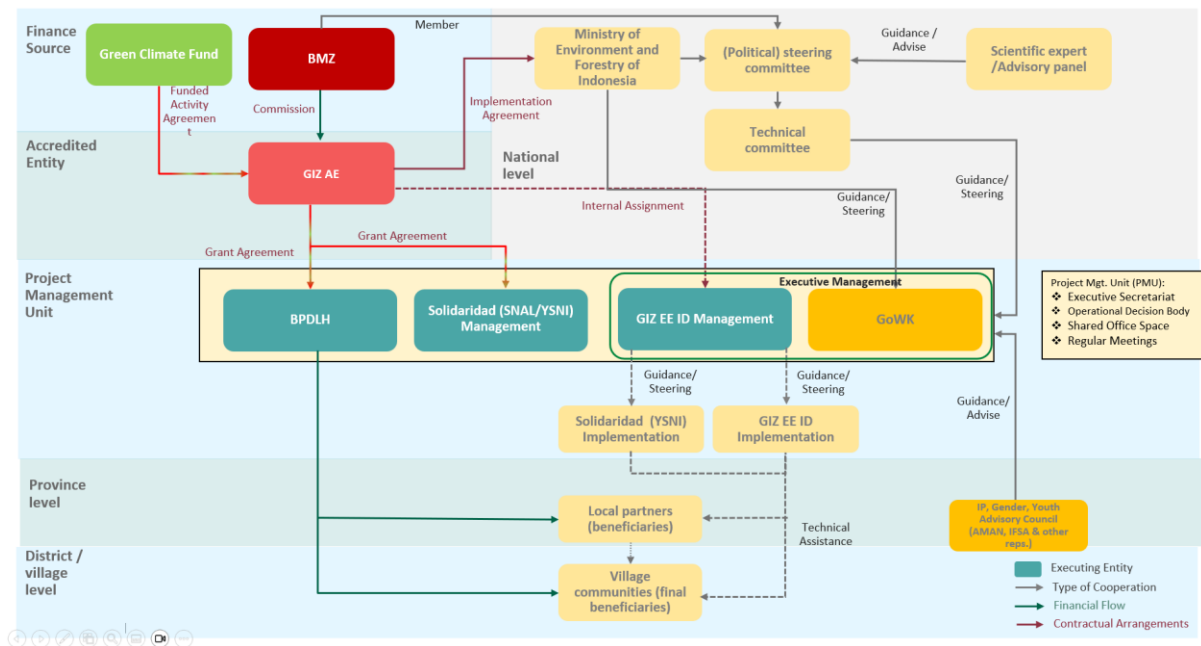 Finance
Source
Green Climate Fund
BMZ
Member
Ministry of
Environment and
Forestry of
Indonesia
(Political) steering
committee
Guidance /
Advise
Scientific expert
/Advisory panel
Funded
Activity
Agreemen
t
Commission
Implementation
Agreement
Technical
committee
Accredited
Entity
GIZ AE
National
level
Internal Assignment
Guidance/
Steering
Guidance/
Steering
Grant Agreement
Grant Agreement
Project
Management
Unit
Executive Management
BPDLH
Solidaridad (SNAL/YSNI)
Management
GIZ EE ID Management
GoWK
Project Mgt. Unit (PMU):
❖ Executive Secretariat
❖ Operational Decision Body
❖ Shared Office Space
❖ Regular Meetings
Guidance/
Steering
Guidance/
Steering
Guidance/
Advise
Solidaridad (YSNI)
Implementation
GIZ EE ID
Implementation
Province
level
Local partners
(beneficiaries)
Technical
Assistance
IP, Gender, Youth
Advisory Council
(AMAN, IFSA & other
reps.)
District /
village
level
Village
communities (final
beneficiaries)
Executing Entity
Type of Cooperation
Financial Flow
Contractual Arrangements